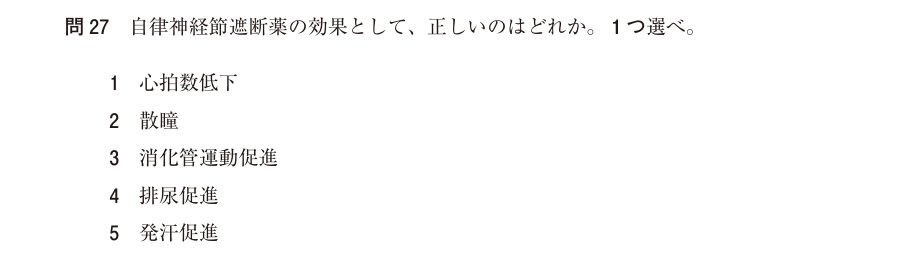 問27 自律神経節遮断薬の効果として、正しいのはどれか。1つ選べ。
1 心拍数低下
2 散瞳
3 消化管運動促進
4 排尿促進
5 発汗促進